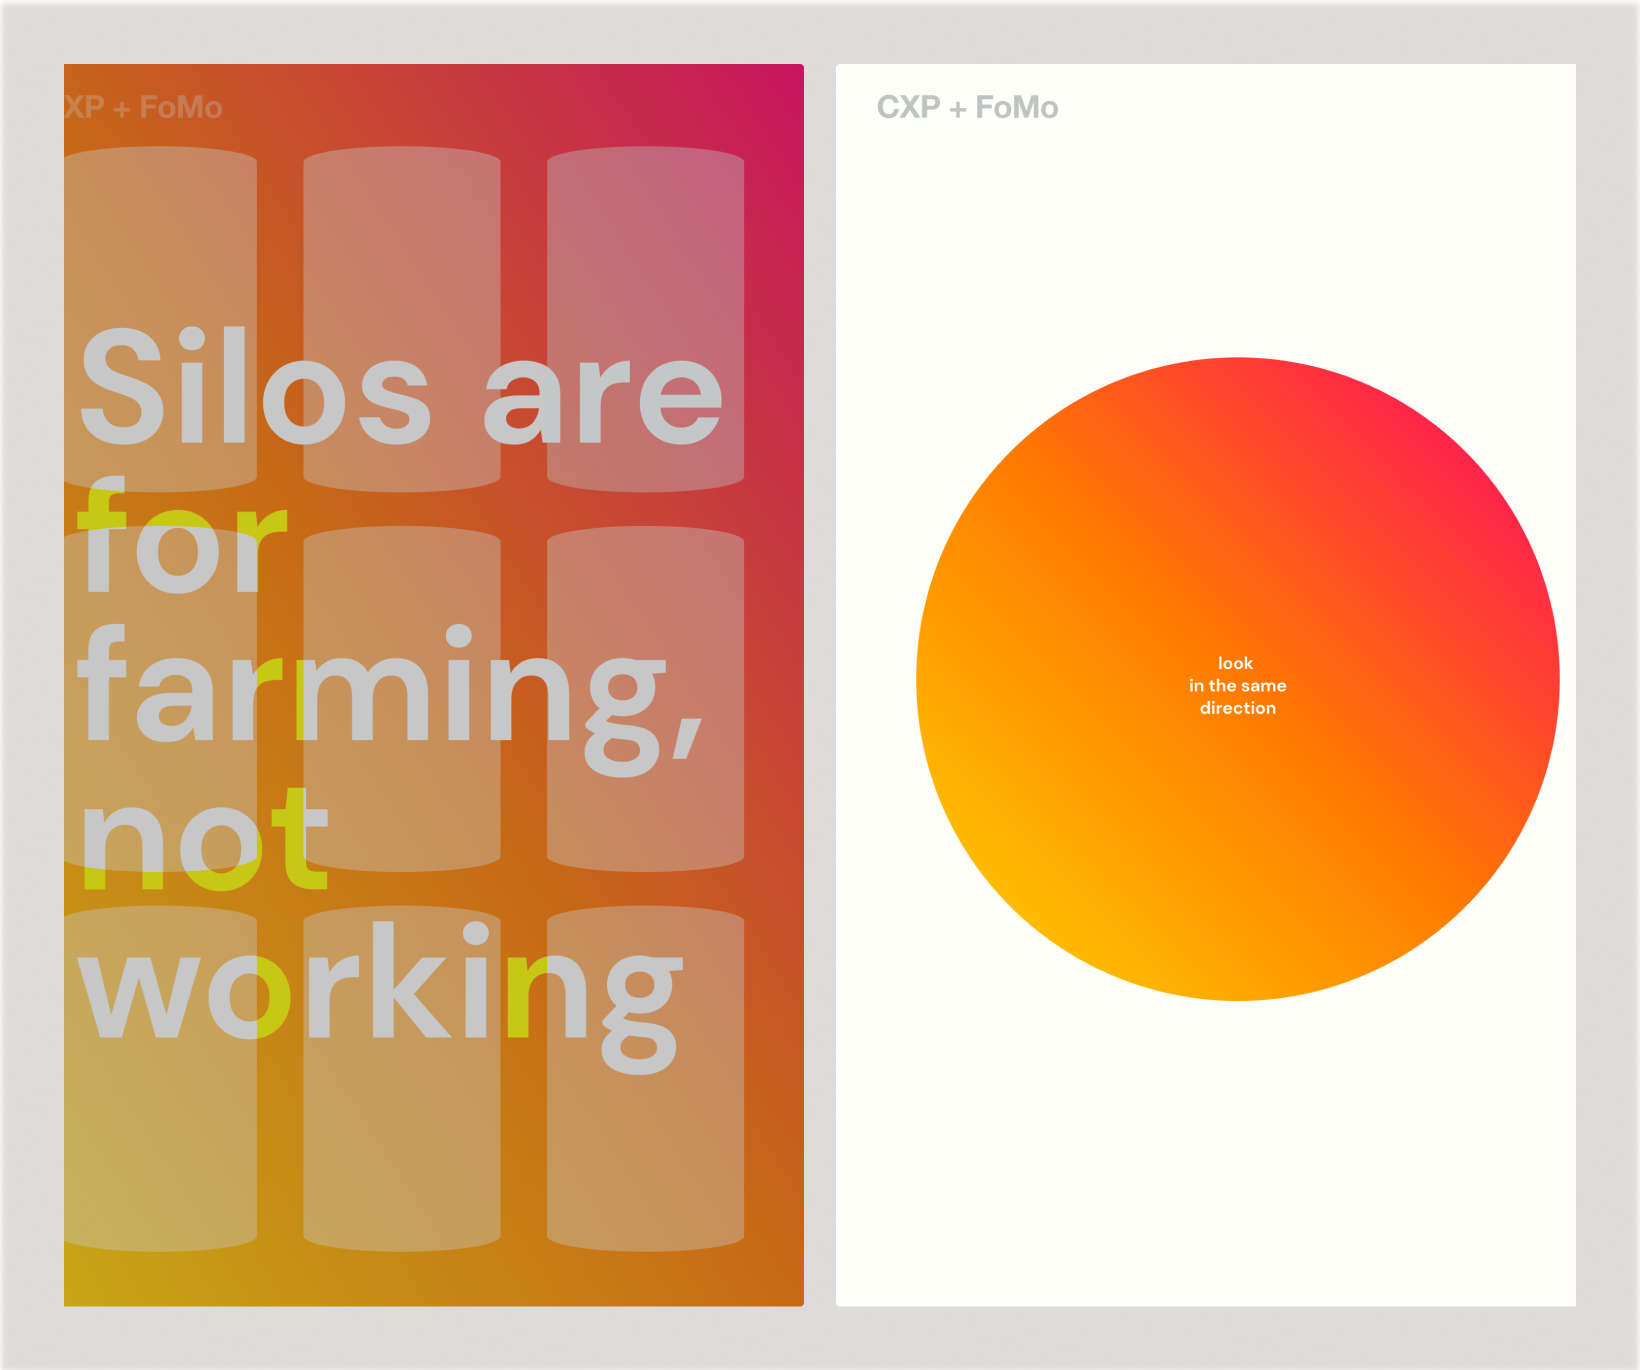 XP + FoMo
Silos are
for
farming,
not
working
CXP + FoMo
look
in the same
direction